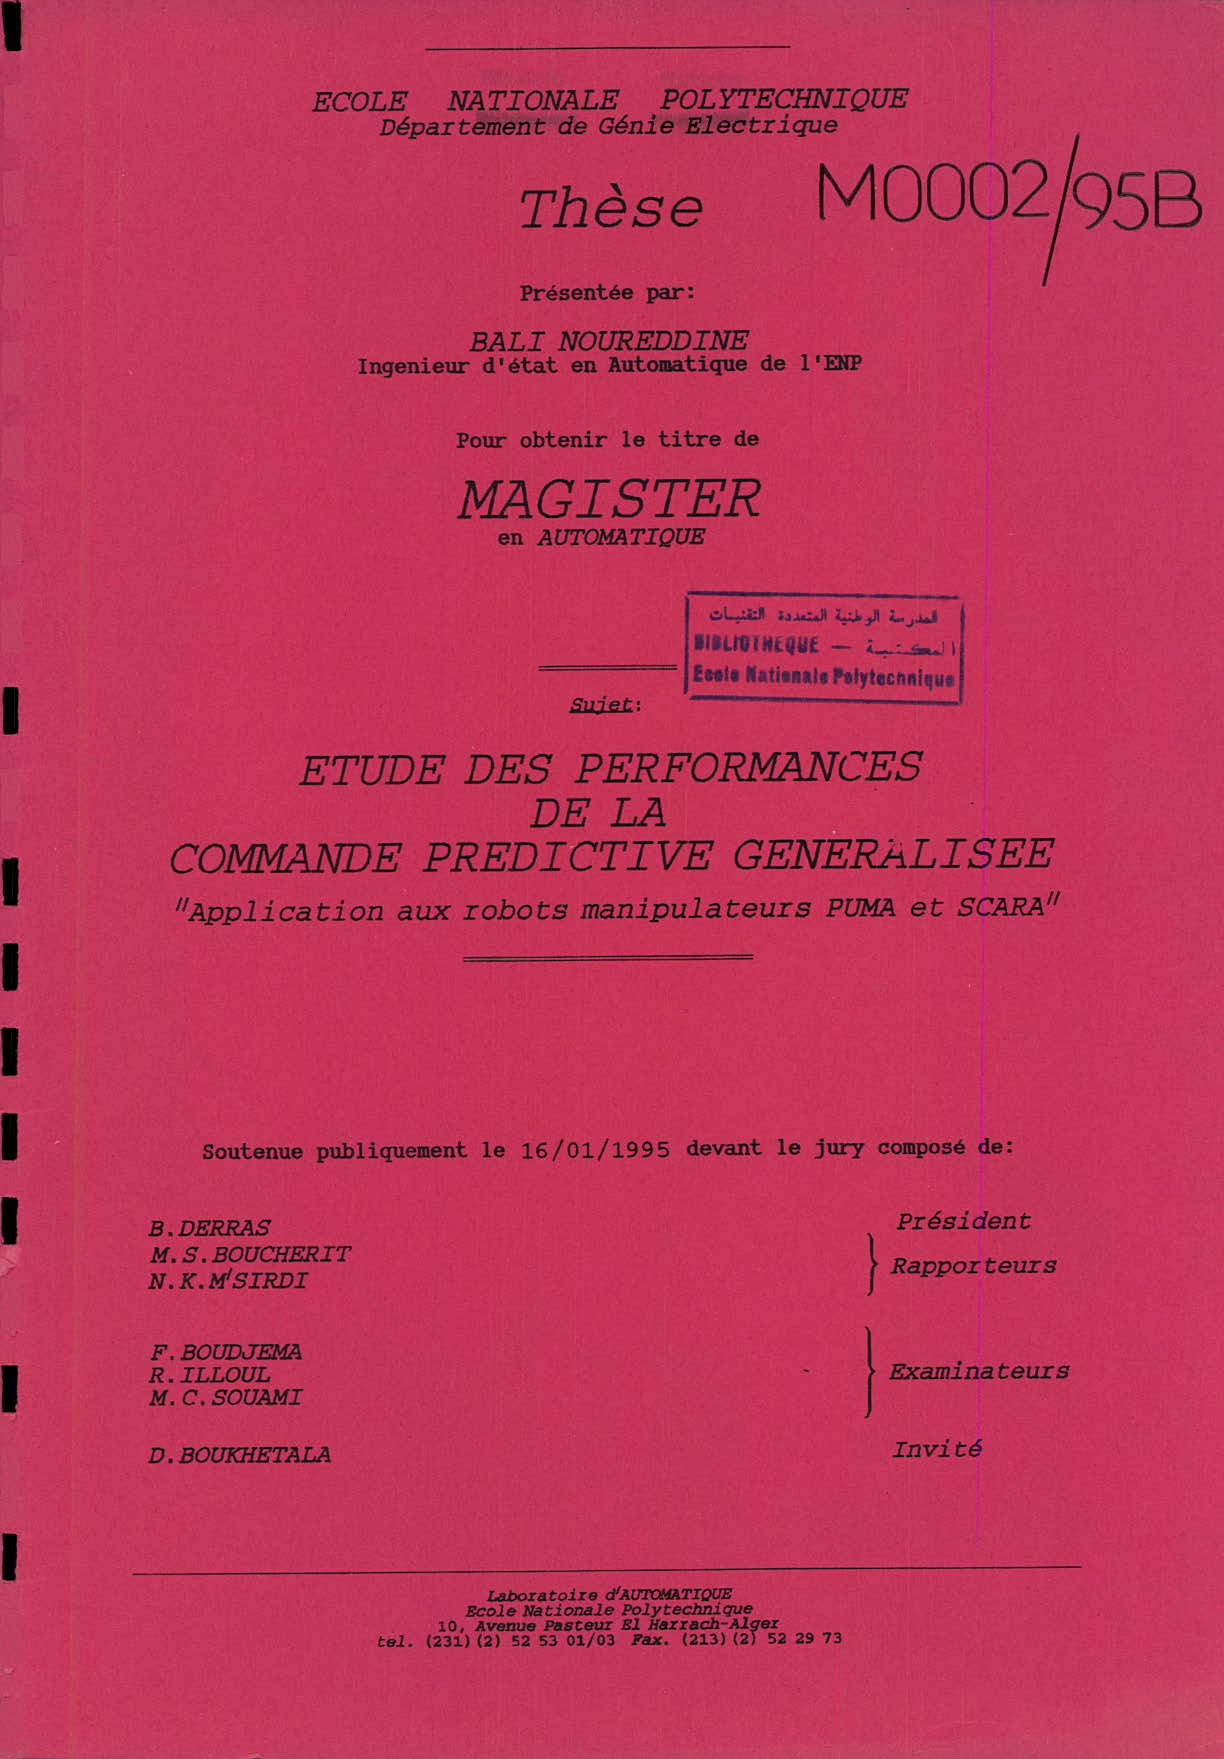 ECOLE NATIONALE POLYTECHNIQUE
Département de Génie Electrique
Thèse
M0002/95B
Présentée par:
BALI NOUREDDINE
Ingenieur d'état en Automatique de l'ENP
Pour obtenir le titre de
MAGISTER
en AUTOMATIQUE
المدرسة الوطنية المتعددة التقنيات
BIBLIOTHEQUE — المكتبة
Ecole Nationale Polytechnique
Sujet:
ETUDE DES PERFORMANCES
DE LA
COMMANDE PREDICTIVE GENERALISEE
"Application aux robots manipulateurs PUMA et SCARA"
Soutenue publiquement le 16/01/1995 devant le jury composé de:
B.DERRAS Président
M.S.BOUCHERIT
N.K.M'SIRDI
Rapporteurs
F.BOUDJEMA
R.ILLOUL
M.C.SOUAMI
Examinateurs
D.BOUKHETALA Invité
Laboratoire d'AUTOMATIQUE
Ecole Nationale Polytechnique
10, Avenue Pasteur El Harrach-Alger
tel. (231)(2) 52 53 01/03 Fax. (213)(2) 52 29 73